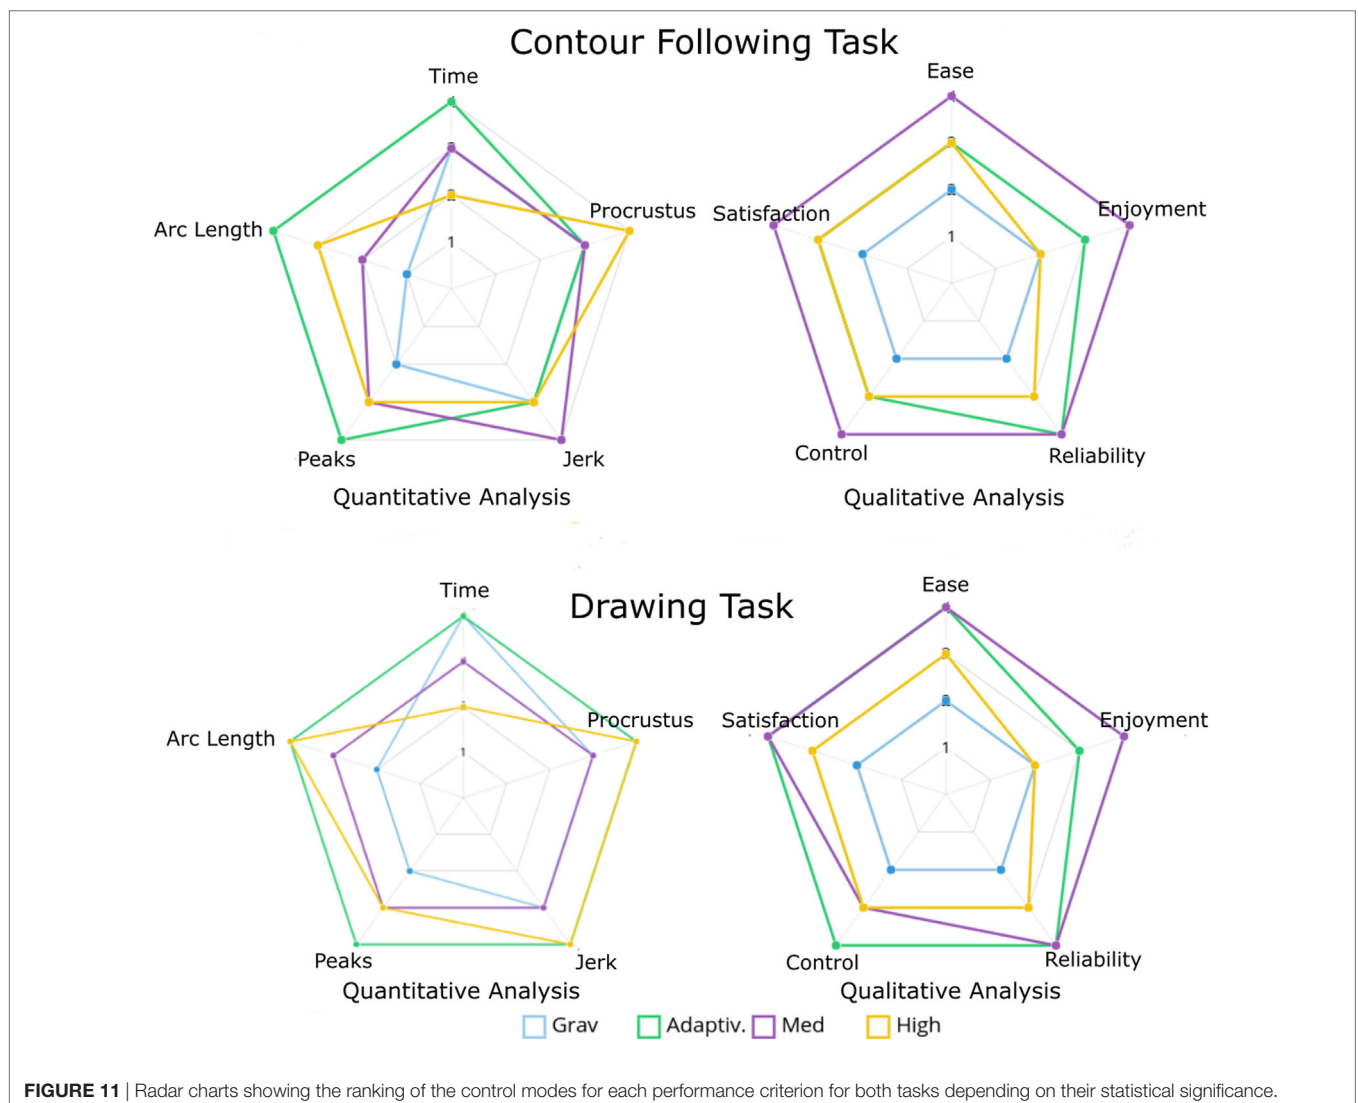 Contour Following Task
Time
Ease
Procrustus
Satisfaction
Enjoyment
Arc Length
1
1
Peaks
Jerk
Control
Reliability
Quantitative Analysis
Qualitative Analysis
Time
Drawing Task
Ease
Procrustus
Satisfaction
Enjoyment
Arc Length
1
1
Peaks
Jerk
Control
Reliability
Quantitative Analysis
Qualitative Analysis
Grav Adaptiv. Med High
FIGURE 11 | Radar charts showing the ranking of the control modes for each performance criterion for both tasks depending on their statistical significance.